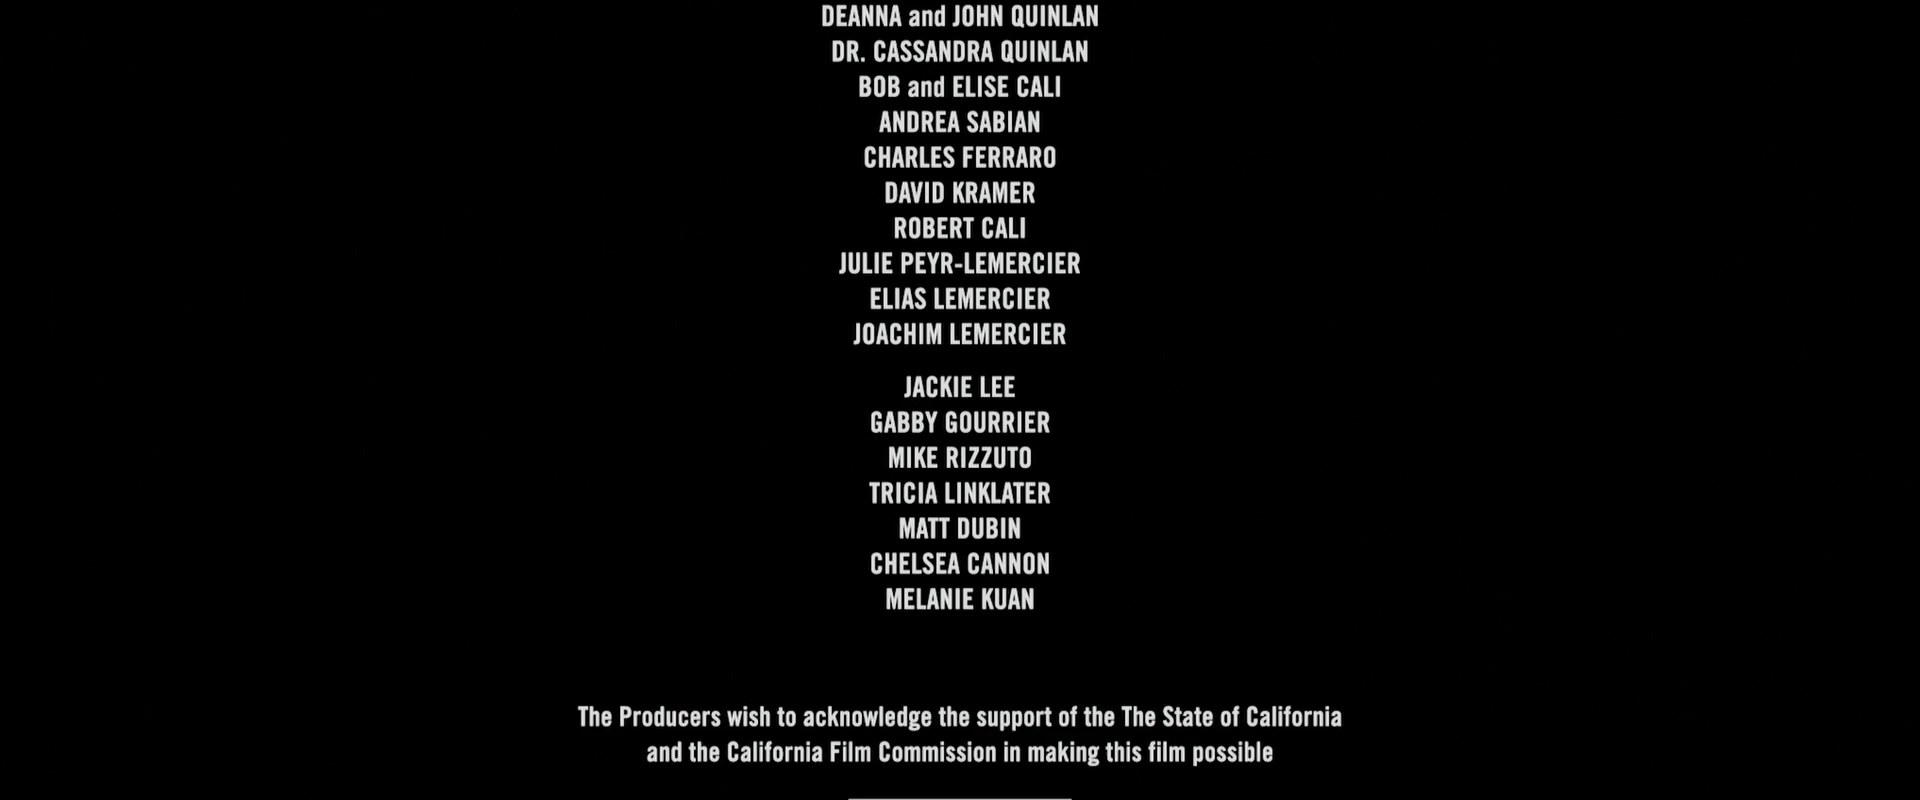 DEANNA and JOHN QUINLAN
DR. CASSANDRA QUINLAN
BOB and ELISE CALI
ANDREA SABIAN
CHARLES FERRARO
DAVID KRAMER
ROBERT CALI
JULIE PEYR-LEMERCIER
ELIAS LEMERCIER
JOACHIM LEMERCIER
JACKIE LEE
GABBY GOURRIER
MIKE RIZZUTO
TRICIA LINKLATER
MATT DUBIN
CHELSEA CANNON
MELANIE KUAN
The Producers wish to acknowledge the support of the The State of California
and the California Film Commission in making this film possible